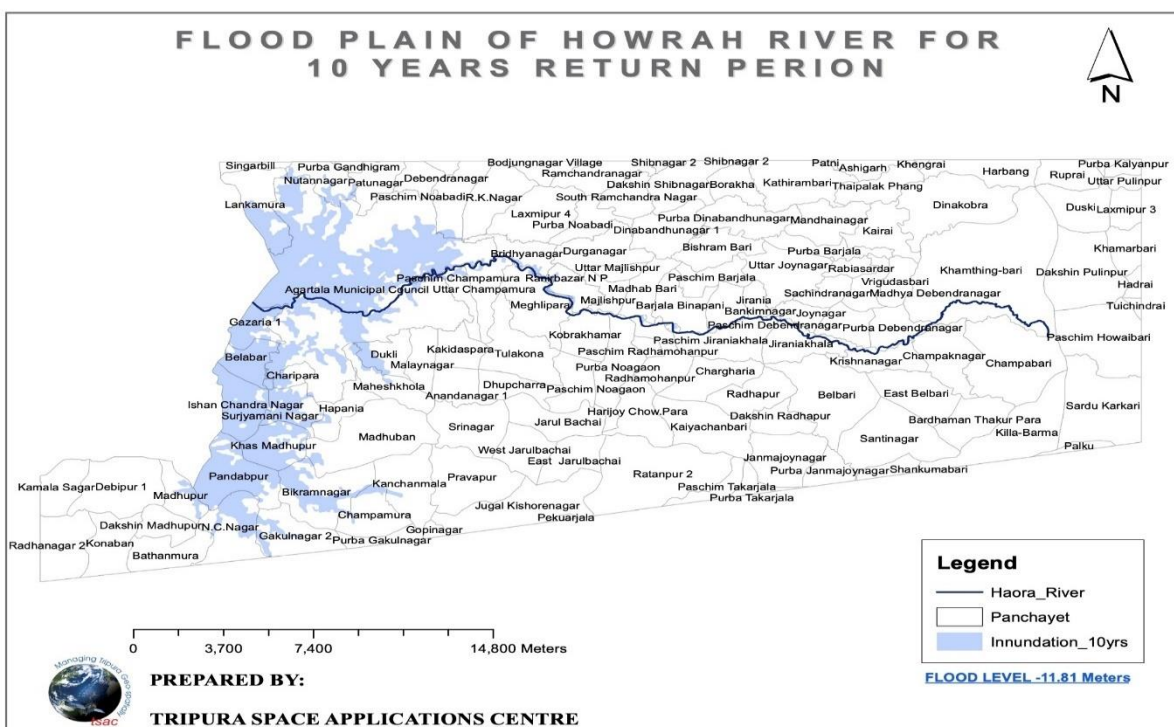 FLOOD PLAIN OF HOWRAH RIVER FOR
10 YEARS RETURN PERION
N
Singarbill
Purba Gandhigram
Bodjungnagar Village
Shibnagar 2
Shibnagar 2
Patni
Ashigarh
Khengrai
Harbang
Purba Kalyanpur
Nutannagar
Patunagar
Debendranagar
Ramchandranagar
Dakshin Shibnagar
Borakha
Kathirambari
Thaipalak Phang
Ruprai
Uttar Pulinpur
Lankamura
Paschim Noabadi
R.K.Nagar
South Ramchandra Nagar
Dinakobra
Duski
Laxmipur 3
Laxmipur 4
Purba Noabadi
Purba Dinabandhunagar
Dinabandhunagar 1
Mandhainagar
Kairai
Bridhyanagar
Durganagar
Bishram Bari
Purba Barjala
Khamarbari
Uttar Majlishpur
Paschim Barjala
Uttar Joynagar
Rabiasardar
Khamthing-bari
Dakshin Pulinpur
Paschim Champamura
Ranirbazar N.P.
Agartala Municipal Council
Uttar Champamura
Madhab Bari
Vrigudasbari
Hadrai
Meghlipara
Majlishpur
Barjala Binapani
Jirania
Sachindranagar
Madhya Debendranagar
Tuichindrai
Gazaria 1
Bankimnagar
Joynagar
Kobrakhamar
Paschim Debendranagar
Purba Debendranagar
Paschim Howaibari
Belabar
Dukli
Kakidaspara
Tulakona
Paschim Jiraniakhala
Jiraniakhala
Paschim Radhamohanpur
Krishnanagar
Champaknagar
Champabari
Charipara
Malaynagar
Purba Noagaon
Radhamohanpur
Chargharia
Maheshkhola
Dhupcharra
Paschim Noagaon
Anandanagar 1
Radhapur
Belbari
East Belbari
Ishan Chandra Nagar
Surjyamani Nagar
Hapania
Harijoy Chow.Para
Dakshin Radhapur
Sardu Karkari
Srinagar
Jarul Bachai
Kaiyachanbari
Bardhaman Thakur Para
Killa-Barma
Khas Madhupur
Madhuban
Santinagar
West Jarulbachai
East Jarulbachai
Palku
Janmajoynagar
Pandabpur
Kanchanmala
Pravapur
Ratanpur 2
Purba Janmajoynagar
Shankumabari
Kamala Sagar
Debipur 1
Madhupur
Bikramnagar
Paschim Takarjala
Purba Takarjala
Champamura
Jugal Kishorenagar
Pekuarjala
Dakshin Madhupur
N.C.Nagar
Gakulnagar 2
Purba Gakulnagar
Gopinagar
Radhanagar 2
Konaban
Bathanmura
Legend
Haora_River
Panchayet
Innundation_10yrs
FLOOD LEVEL -11.81 Meters
0 3,700 7,400 14,800 Meters
Managing tripura Geo-spatially
tsac
PREPARED BY:
TRIPURA SPACE APPLICATIONS CENTRE